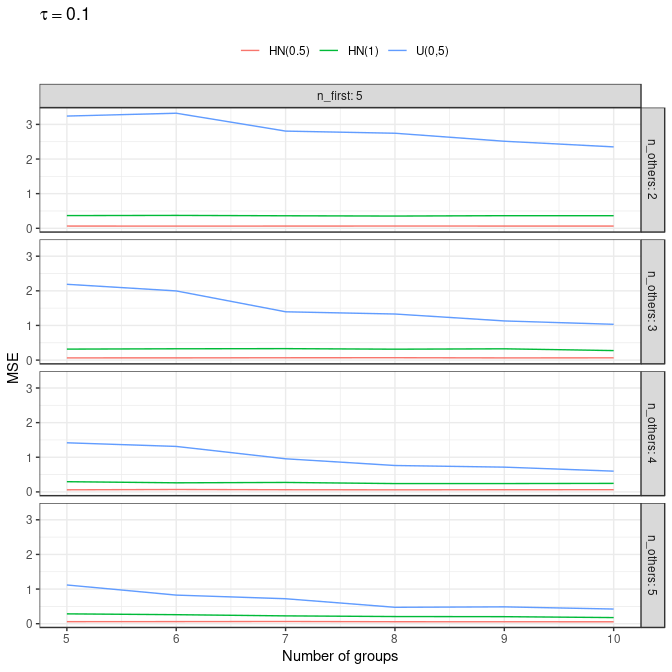 τ = 0.1
HN(0.5) HN(1) U(0,5)
n_first: 5
3
2
1
0
n_others: 2
3
2
1
0
n_others: 3
3
2
1
0
n_others: 4
3
2
1
0
n_others: 5
MSE
5 6 7 8 9 10
Number of groups